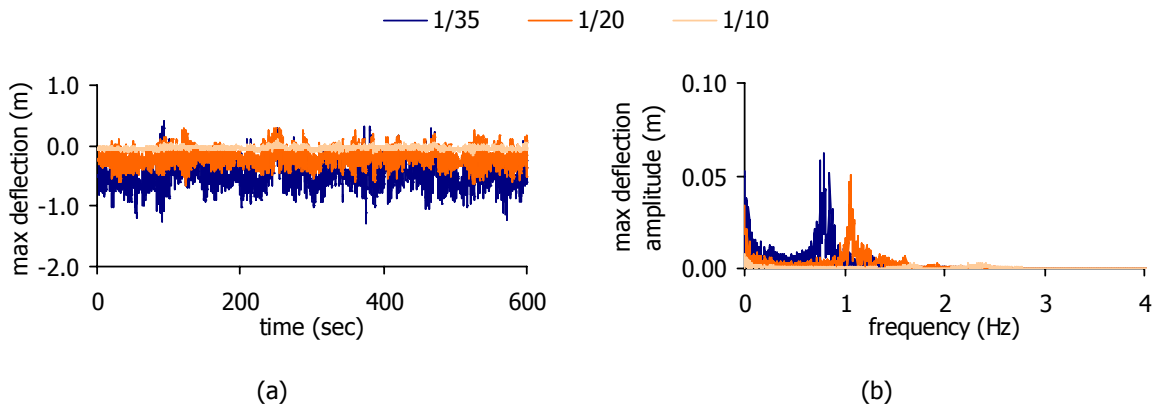 1/35 1/20 1/10
max deflection (m)
1.0
0.0
-1.0
-2.0
0 200 400 600
time (sec)
(a)
max deflection
amplitude (m)
0.10
0.05
0.00
0 1 2 3 4
frequency (Hz)
(b)